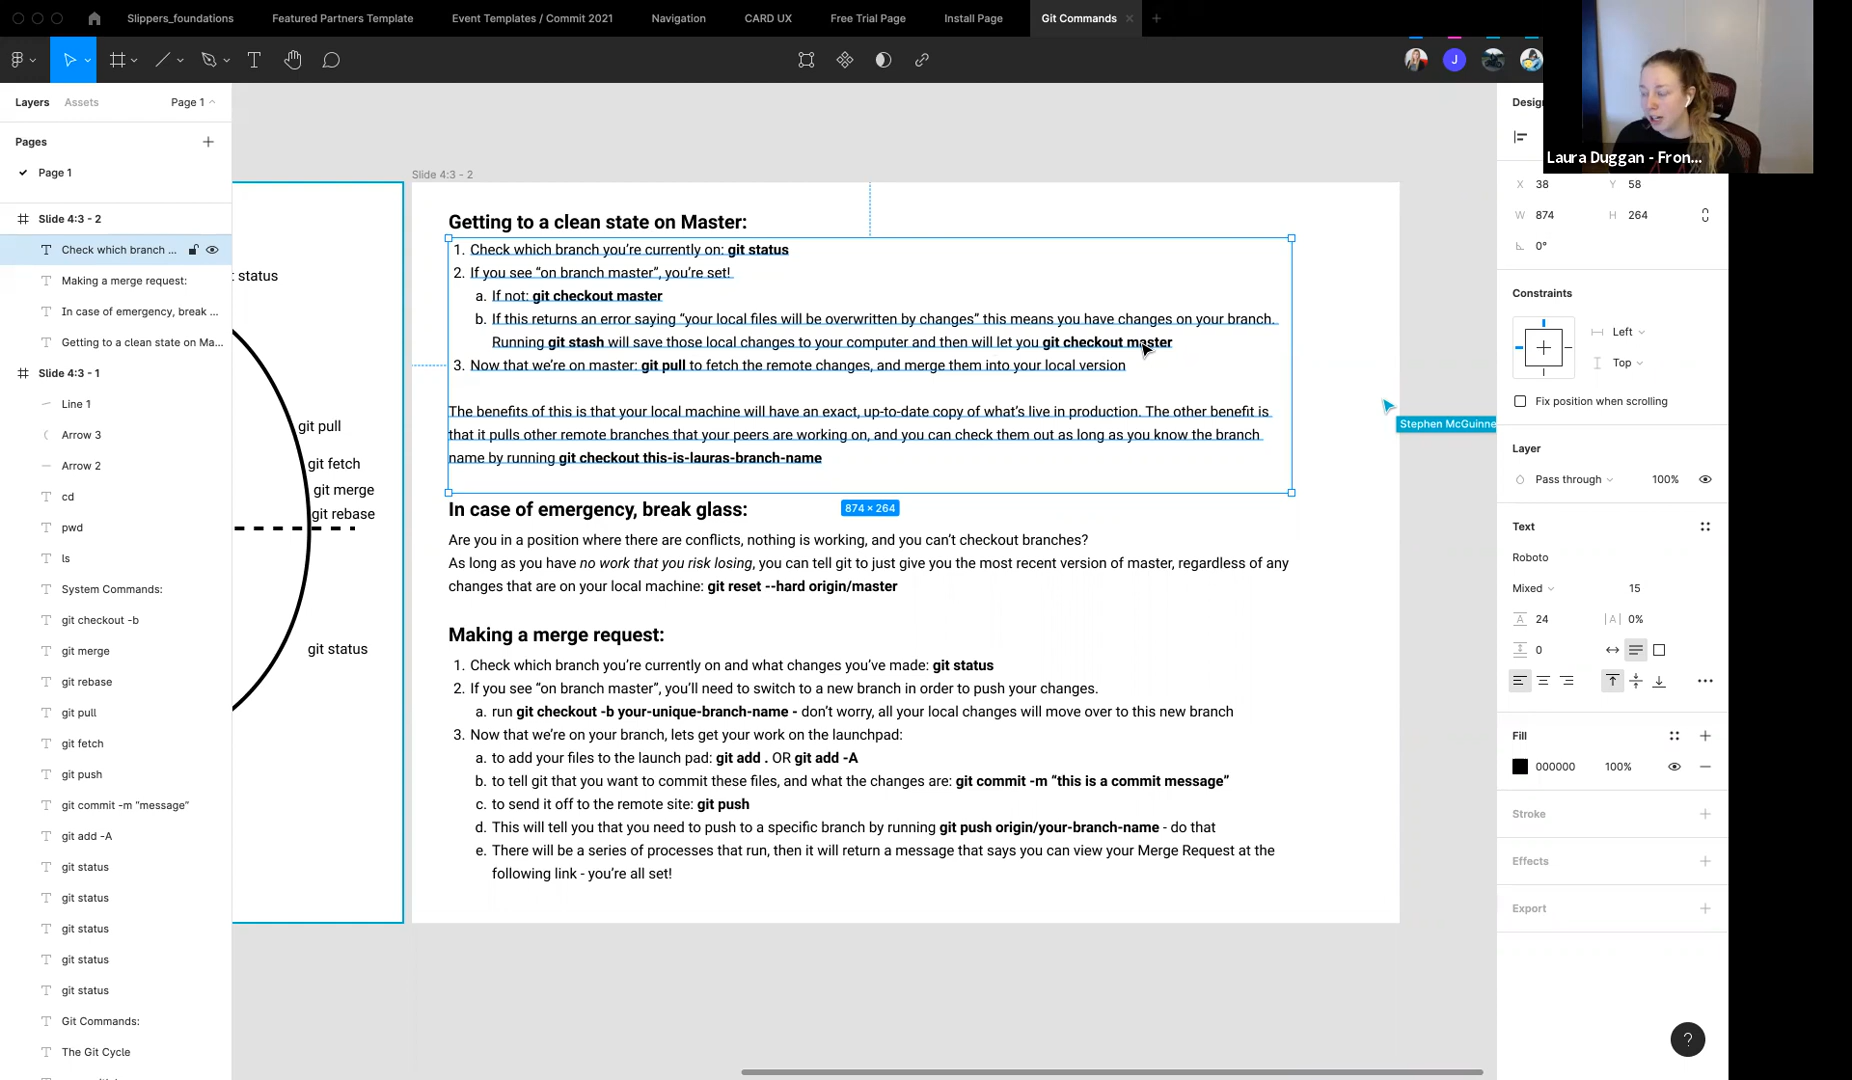 Slippers_foundations
Featured Partners Template
Event Templates / Commit 2021
Navigation
CARD UX
Free Trial Page
Install Page
Git Commands
J
Layers
Assets
Page 1
Pages
Page 1
Slide 4:3 - 2
Check which branch ...
Making a merge request:
In case of emergency, break ...
Getting to a clean state on Ma...
Slide 4:3 - 1
Line 1
Arrow 3
Arrow 2
cd
pwd
ls
System Commands:
git checkout -b
git merge
git rebase
git pull
git fetch
git push
git commit -m “message”
git add -A
git status
git status
git status
git status
git status
Git Commands:
The Git Cycle
t status
git pull
git fetch
git merge
git rebase
git status
Slide 4:3 - 2
Getting to a clean state on Master:
1. Check which branch you’re currently on: git status
2. If you see “on branch master”, you’re set!
a. If not: git checkout master
b. If this returns an error saying “your local files will be overwritten by changes” this means you have changes on your branch.
Running git stash will save those local changes to your computer and then will let you git checkout master
3. Now that we’re on master: git pull to fetch the remote changes, and merge them into your local version
The benefits of this is that your local machine will have an exact, up-to-date copy of what’s live in production. The other benefit is
that it pulls other remote branches that your peers are working on, and you can check them out as long as you know the branch
name by running git checkout this-is-lauras-branch-name
874 × 264
In case of emergency, break glass:
Are you in a position where there are conflicts, nothing is working, and you can’t checkout branches?
As long as you have no work that you risk losing, you can tell git to just give you the most recent version of master, regardless of any
changes that are on your local machine: git reset --hard origin/master
Making a merge request:
1. Check which branch you’re currently on and what changes you’ve made: git status
2. If you see “on branch master”, you’ll need to switch to a new branch in order to push your changes.
a. run git checkout -b your-unique-branch-name - don’t worry, all your local changes will move over to this new branch
3. Now that we’re on your branch, lets get your work on the launchpad:
a. to add your files to the launch pad: git add . OR git add -A
b. to tell git that you want to commit these files, and what the changes are: git commit -m “this is a commit message”
c. to send it off to the remote site: git push
d. This will tell you that you need to push to a specific branch by running git push origin/your-branch-name - do that
e. There will be a series of processes that run, then it will return a message that says you can view your Merge Request at the
following link - you’re all set!
Stephen McGuinne
Laura Duggan - Fron...
Desig
X 38
Y 58
W 874
H 264
0°
Constraints
Left
Top
Fix position when scrolling
Layer
Pass through
100%
Text
Roboto
Mixed
15
A 24
|A| 0%
0
Fill
000000
100%
Stroke
Effects
Export
?